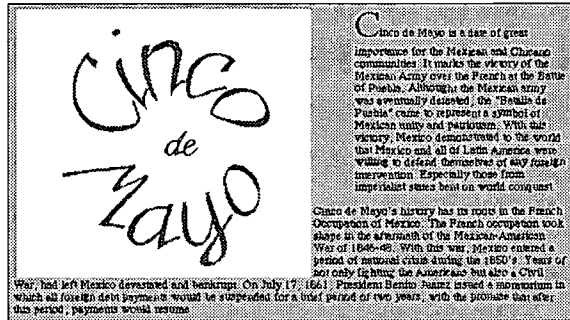 Cinco
de
Mayo
Cinco de Mayo is a date of great
importance for the Mexican and Chicano
communities. It marks the victory of the
Mexican Army over the French at the Battle
of Puebla. Althought the Mexican army
was eventually defeated, the "Batalla de
Puebla" came to represent a symbol of
Mexican unity and patriotism. With this
victory, Mexico demonstrated to the world
that Mexico and all of Latin America were
willing to defend themselves of any foreign
intervention. Especially those from
imperialist states bent on world conquest.
Cinco de Mayo's history has its roots in the French
Occupation of Mexico. The French occupation took
shape in the aftermath of the Mexican-American
War of 1846-48. With this war, Mexico entered a
period of national crisis during the 1850's. Years of
not only fighting the Americans but also a Civil
War, had left Mexico devastated and bankrupt. On July 17, 1861, President Benito Juarez issued a moratorium in
which all foreign debt payments would be suspended for a brief period of two years, with the promise that after
this period, payments would resume.